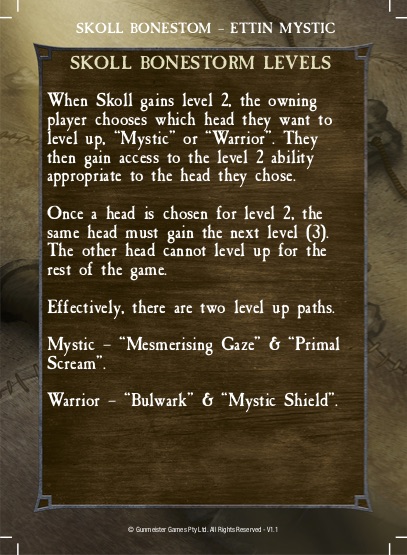 SKOLL BONESTOM – ETTIN MYSTIC
SKOLL BONESTORM LEVELS
When Skoll gains level 2, the owning
player chooses which head they want to
level up, “Mystic” or “Warrior”. They
then gain access to the level 2 ability
appropriate to the head they chose.
Once a head is chosen for level 2, the
same head must gain the next level (3).
The other head cannot level up for the
rest of the game.
Effectively, there are two level up paths.
Mystic – “Mesmerising Gaze” & “Primal
Scream”.
Warrior – “Bulwark” & “Mystic Shield”.
© Gunmeister Games Pty Ltd. All Rights Reserved - V1.1